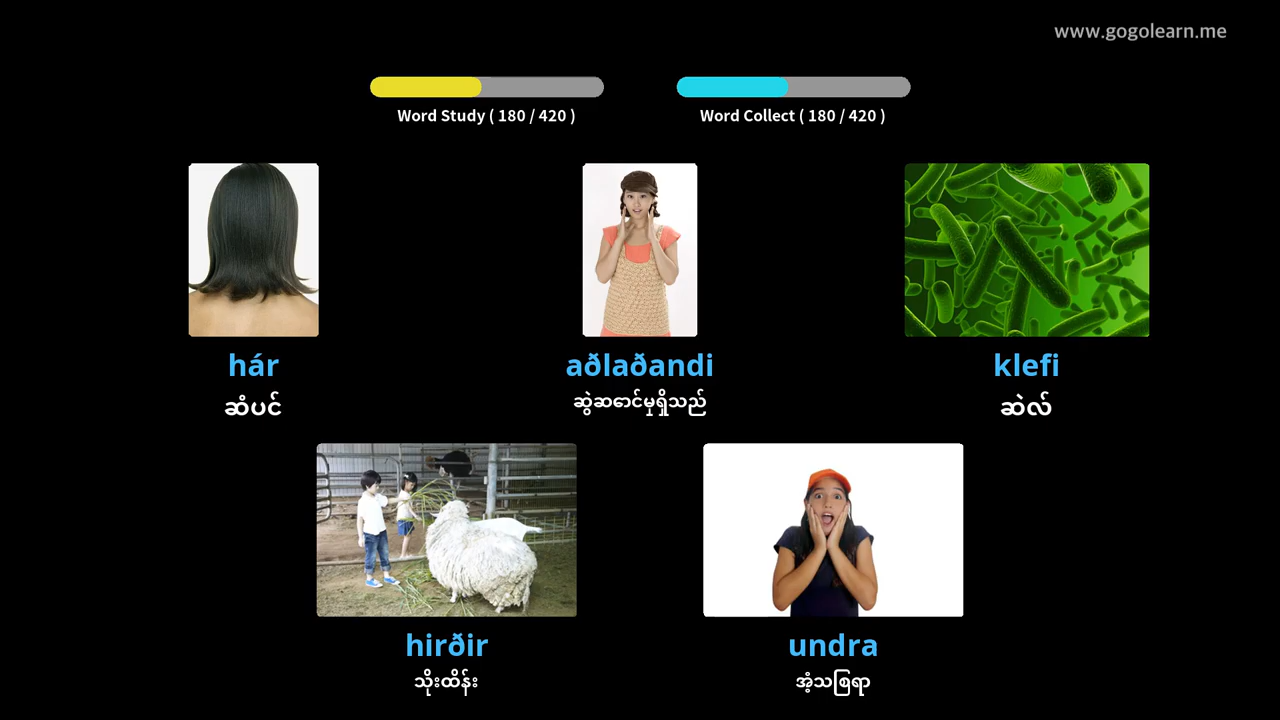 www.gogolearn.me
Word Study ( 180 / 420 )
Word Collect ( 180 / 420 )
hár
ဆံပင်
aðlaðandi
ဆွဲဆောင်မှုရှိသည်
klefi
ဆဲလ်
hirðir
သိုးထိန်း
undra
အံ့သစြရာ